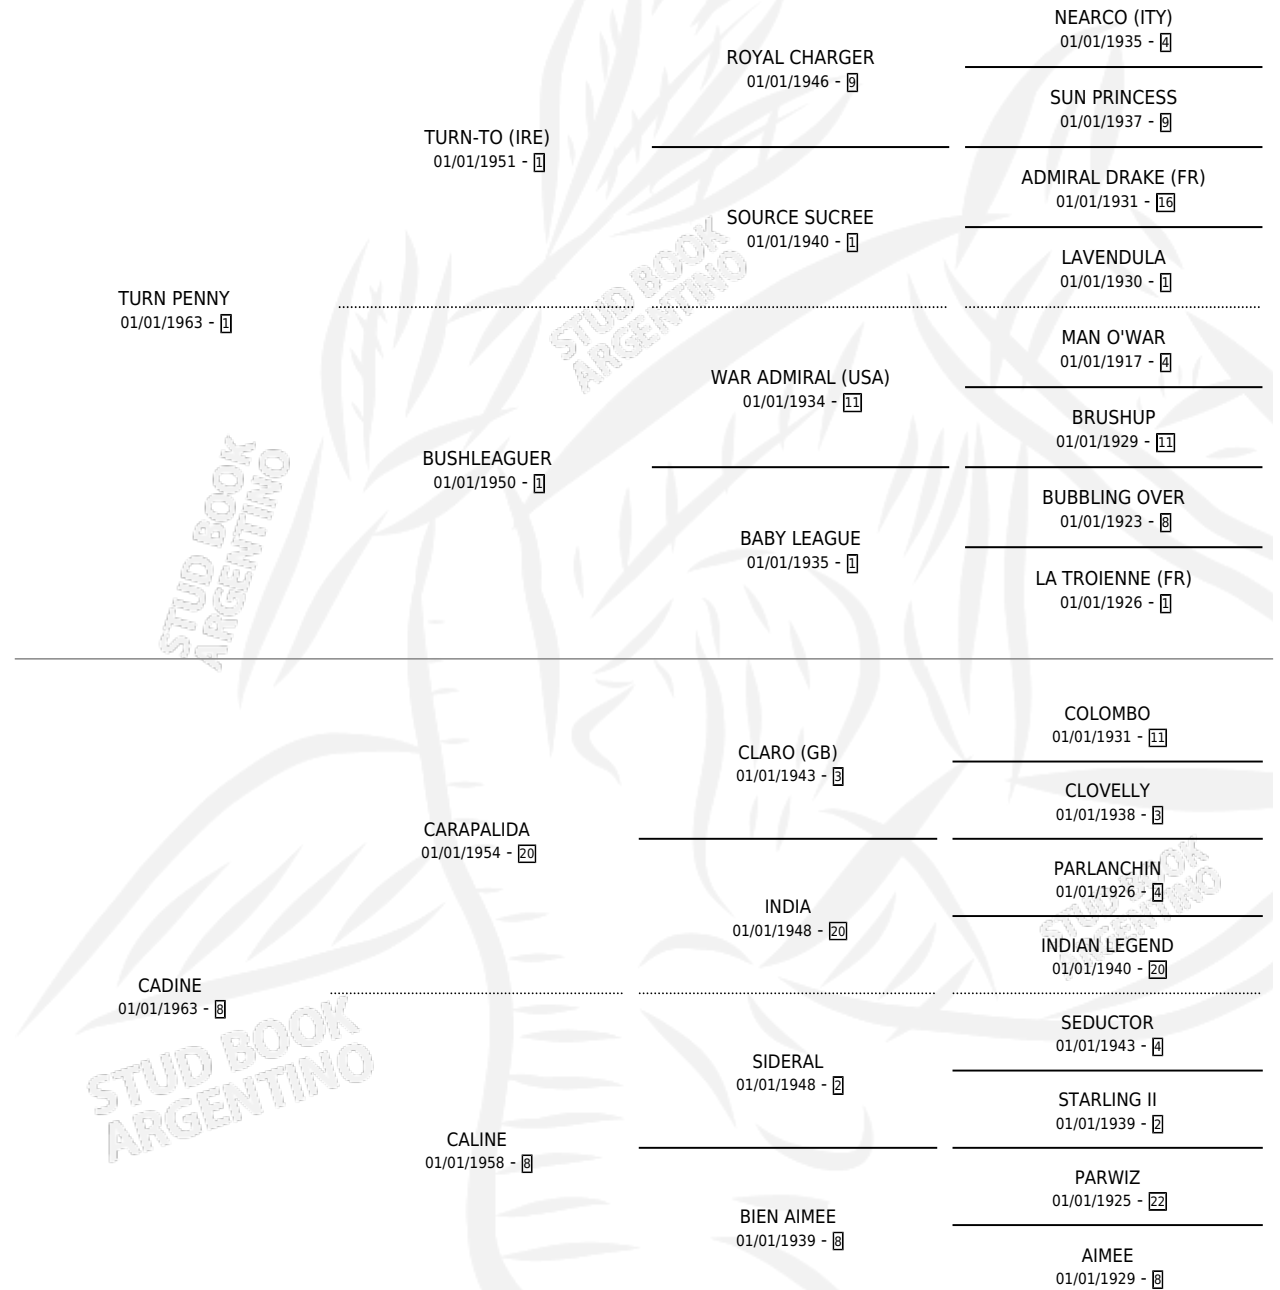 NEARCO (ITY)
01/01/1935 - 4
ROYAL CHARGER
01/01/1946 - 9
SUN PRINCESS
01/01/1937 - 9
TURN-TO (IRE)
01/01/1951 - 1
ADMIRAL DRAKE (FR)
01/01/1931 - 16
SOURCE SUCREE
01/01/1940 - 1
LAVENDULA
01/01/1930 - 1
TURN PENNY
01/01/1963 - 1
STUD BOOK
ARGENTINO
MAN O'WAR
01/01/1917 - 4
WAR ADMIRAL (USA)
01/01/1934 - 11
BRUSHUP
01/01/1929 - 11
BUSHLEAGUER
01/01/1950 - 1
BUBBLING OVER
01/01/1923 - 8
BABY LEAGUE
01/01/1935 - 1
LA TROIENNE (FR)
01/01/1926 - 1
STUD BOOK
ARGENTINO
COLOMBO
01/01/1931 - 11
CLARO (GB)
01/01/1943 - 3
CLOVELLY
01/01/1938 - 3
CARAPALIDA
01/01/1954 - 20
PARLANCHIN
01/01/1926 - 4
INDIA
01/01/1948 - 20
INDIAN LEGEND
01/01/1940 - 20
STUD BOOK
ARGENTINO
CADINE
01/01/1963 - 8
SEDUCTOR
01/01/1943 - 4
SIDERAL
01/01/1948 - 2
STARLING II
01/01/1939 - 2
STUD BOOK
ARGENTINO
CALINE
01/01/1958 - 8
PARWIZ
01/01/1925 - 22
BIEN AIMEE
01/01/1939 - 8
AIMEE
01/01/1929 - 8